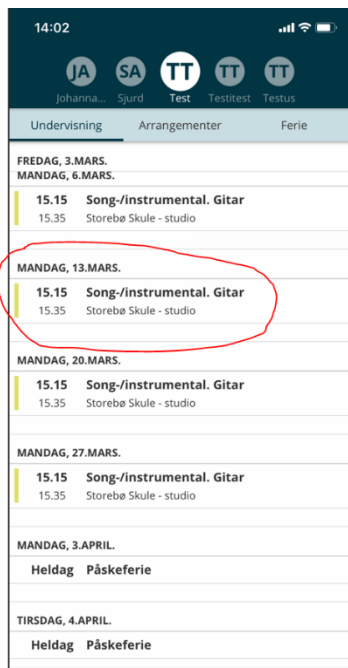 14:02
JA SA TT TT TT
Johanna... Sjurd Test Testitest Testus
Undervisning Arrangementer Ferie
FREDAG, 3.MARS.
MANDAG, 6.MARS.
15.15 Song-/instrumental. Gitar
15.35 Storebø Skule - studio
MANDAG, 13.MARS.
15.15 Song-/instrumental. Gitar
15.35 Storebø Skule - studio
MANDAG, 20.MARS.
15.15 Song-/instrumental. Gitar
15.35 Storebø Skule - studio
MANDAG, 27.MARS.
15.15 Song-/instrumental. Gitar
15.35 Storebø Skule - studio
MANDAG, 3.APRIL.
Heldag Påskeferie
TIRSDAG, 4.APRIL.
Heldag Påskeferie